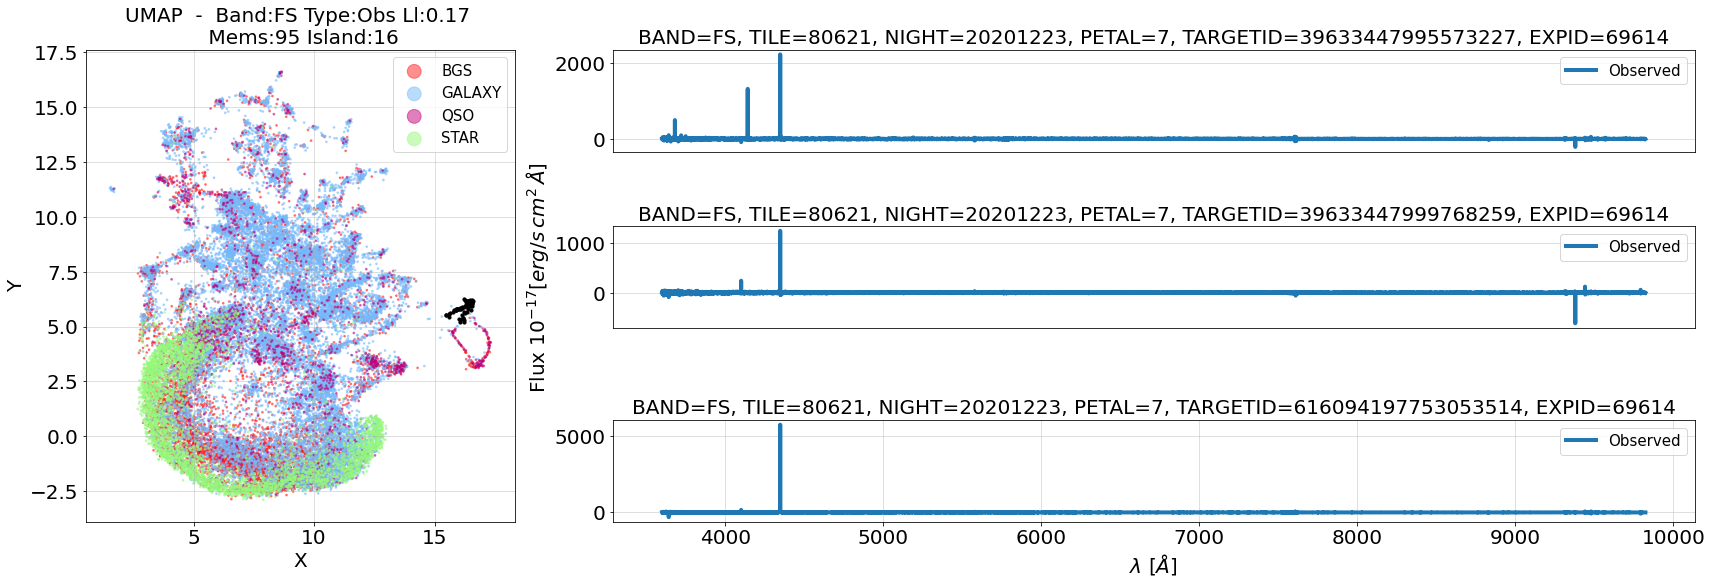 UMAP - Band:FS Type:Obs Ll:0.17
Mems:95 Island:16
17.5
15.0
12.5
10.0
7.5
5.0
2.5
0.0
−2.5
Y
BGS
GALAXY
QSO
STAR
5
10
15
X
Flux 10⁻¹⁷[erg/s cm² Å]
BAND=FS, TILE=80621, NIGHT=20201223, PETAL=7, TARGETID=39633447995573227, EXPID=69614
2000
0
Observed
BAND=FS, TILE=80621, NIGHT=20201223, PETAL=7, TARGETID=39633447999768259, EXPID=69614
1000
0
Observed
BAND=FS, TILE=80621, NIGHT=20201223, PETAL=7, TARGETID=616094197753053514, EXPID=69614
5000
0
Observed
4000
5000
6000
7000
8000
9000
10000
λ [Å]